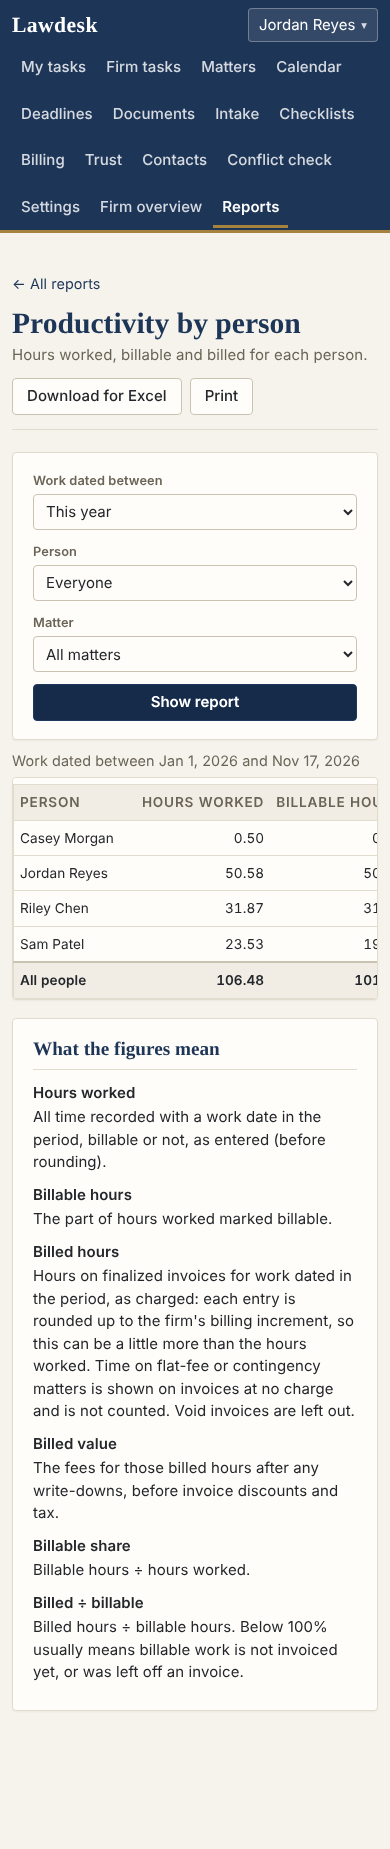 Lawdesk
Jordan Reyes ▾
My tasks Firm tasks Matters Calendar
Deadlines Documents Intake Checklists
Billing Trust Contacts Conflict check
Settings Firm overview Reports
← All reports
Productivity by person
Hours worked, billable and billed for each person.
Download for Excel Print
Work dated between
This year
Person
Everyone
Matter
All matters
Show report
Work dated between Jan 1, 2026 and Nov 17, 2026
PERSON HOURS WORKED BILLABLE
Casey Morgan 0.50
Jordan Reyes 50.58
Riley Chen 31.87
Sam Patel 23.53
All people 106.48
What the figures mean
Hours worked
All time recorded with a work date in the
period, billable or not, as entered (before
rounding).
Billable hours
The part of hours worked marked billable.
Billed hours
Hours on finalized invoices for work dated in
the period, as charged: each entry is
rounded up to the firm's billing increment, so
this can be a little more than the hours
worked. Time on flat-fee or contingency
matters is shown on invoices at no charge
and is not counted. Void invoices are left out.
Billed value
The fees for those billed hours after any
write-downs, before invoice discounts and
tax.
Billable share
Billable hours ÷ hours worked.
Billed ÷ billable
Billed hours ÷ billable hours. Below 100%
usually means billable work is not invoiced
yet, or was left off an invoice.